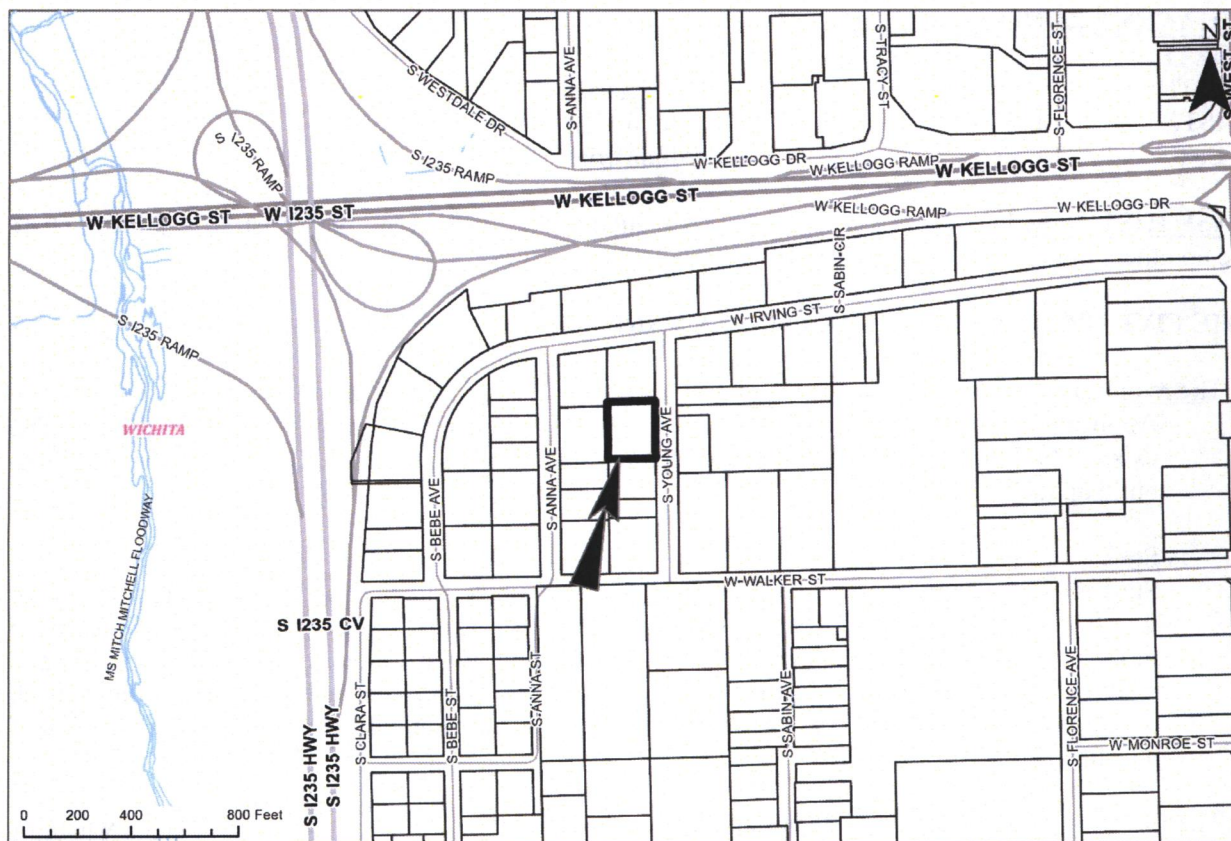 S WESTDALE DR
S ANNA AVE
S TRACY ST
S FLORENCE ST
N
S WEST ST
S I235 RAMP
S I235 RAMP
W KELLOGG DR
W KELLOGG RAMP
W KELLOGG ST
W KELLOGG ST
W I235 ST
W KELLOGG ST
W KELLOGG RAMP
W KELLOGG DR
S SABIN CIR
W IRVING ST
S I235 RAMP
WICHITA
S BEBE AVE
S ANNA AVE
S YOUNG AVE
MS MITCH MITCHELL FLOODWAY
W WALKER ST
S I235 CV
S CLARA ST
S BEBE ST
S ANNA ST
S SABIN AVE
S FLORENCE AVE
W MONROE ST
S I235 HWY
S I235 HWY
0 200 400 800 Feet